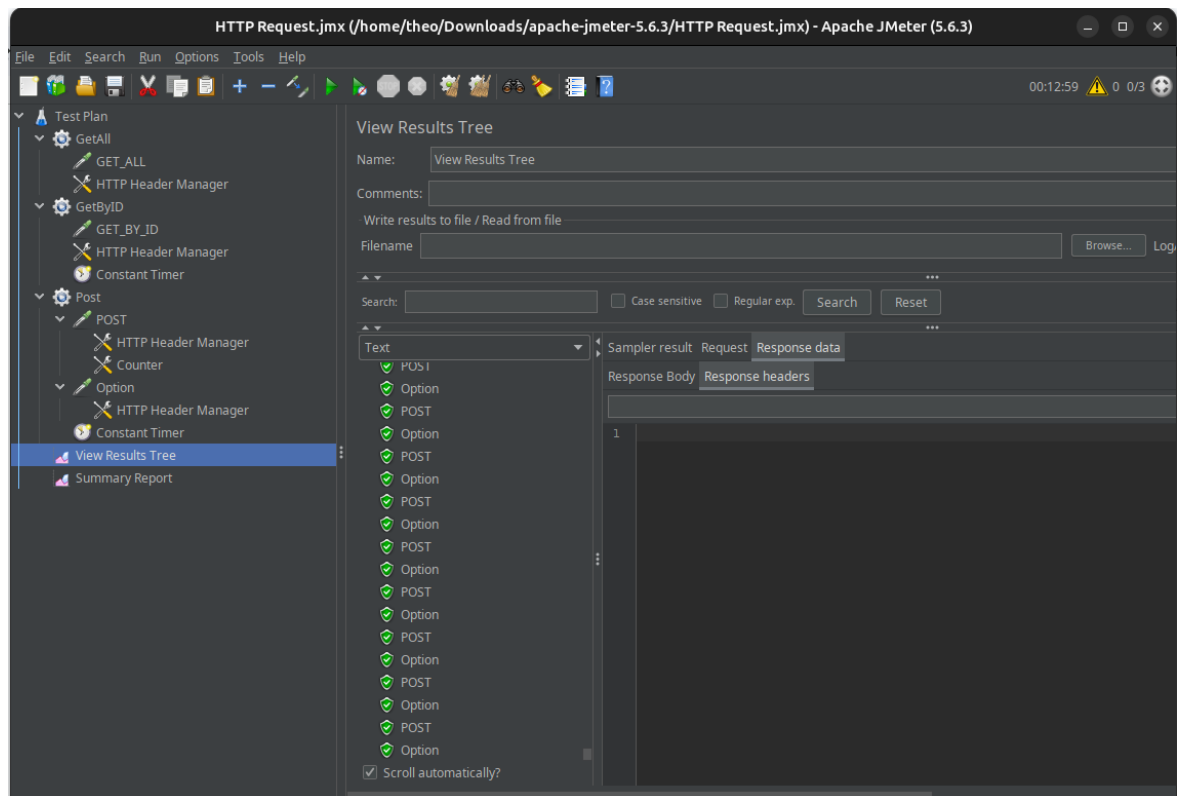 HTTP Request.jmx (/home/theo/Downloads/apache-jmeter-5.6.3/HTTP Request.jmx) - Apache JMeter (5.6.3)
File Edit Search Run Options Tools Help
00:12:59 0 0/3
Test Plan
GetAll
GET_ALL
HTTP Header Manager
GetByID
GET_BY_ID
HTTP Header Manager
Constant Timer
Post
POST
HTTP Header Manager
Counter
Option
HTTP Header Manager
Constant Timer
View Results Tree
Summary Report
View Results Tree
Name: View Results Tree
Comments:
Write results to file / Read from file
Filename Browse... Log/
Search: Case sensitive Regular exp. Search Reset
Text
POST
Option
POST
Option
POST
Option
POST
Option
POST
Option
POST
Option
POST
Option
POST
Option
POST
Option
Scroll automatically?
Sampler result Request Response data
Response Body Response headers
1